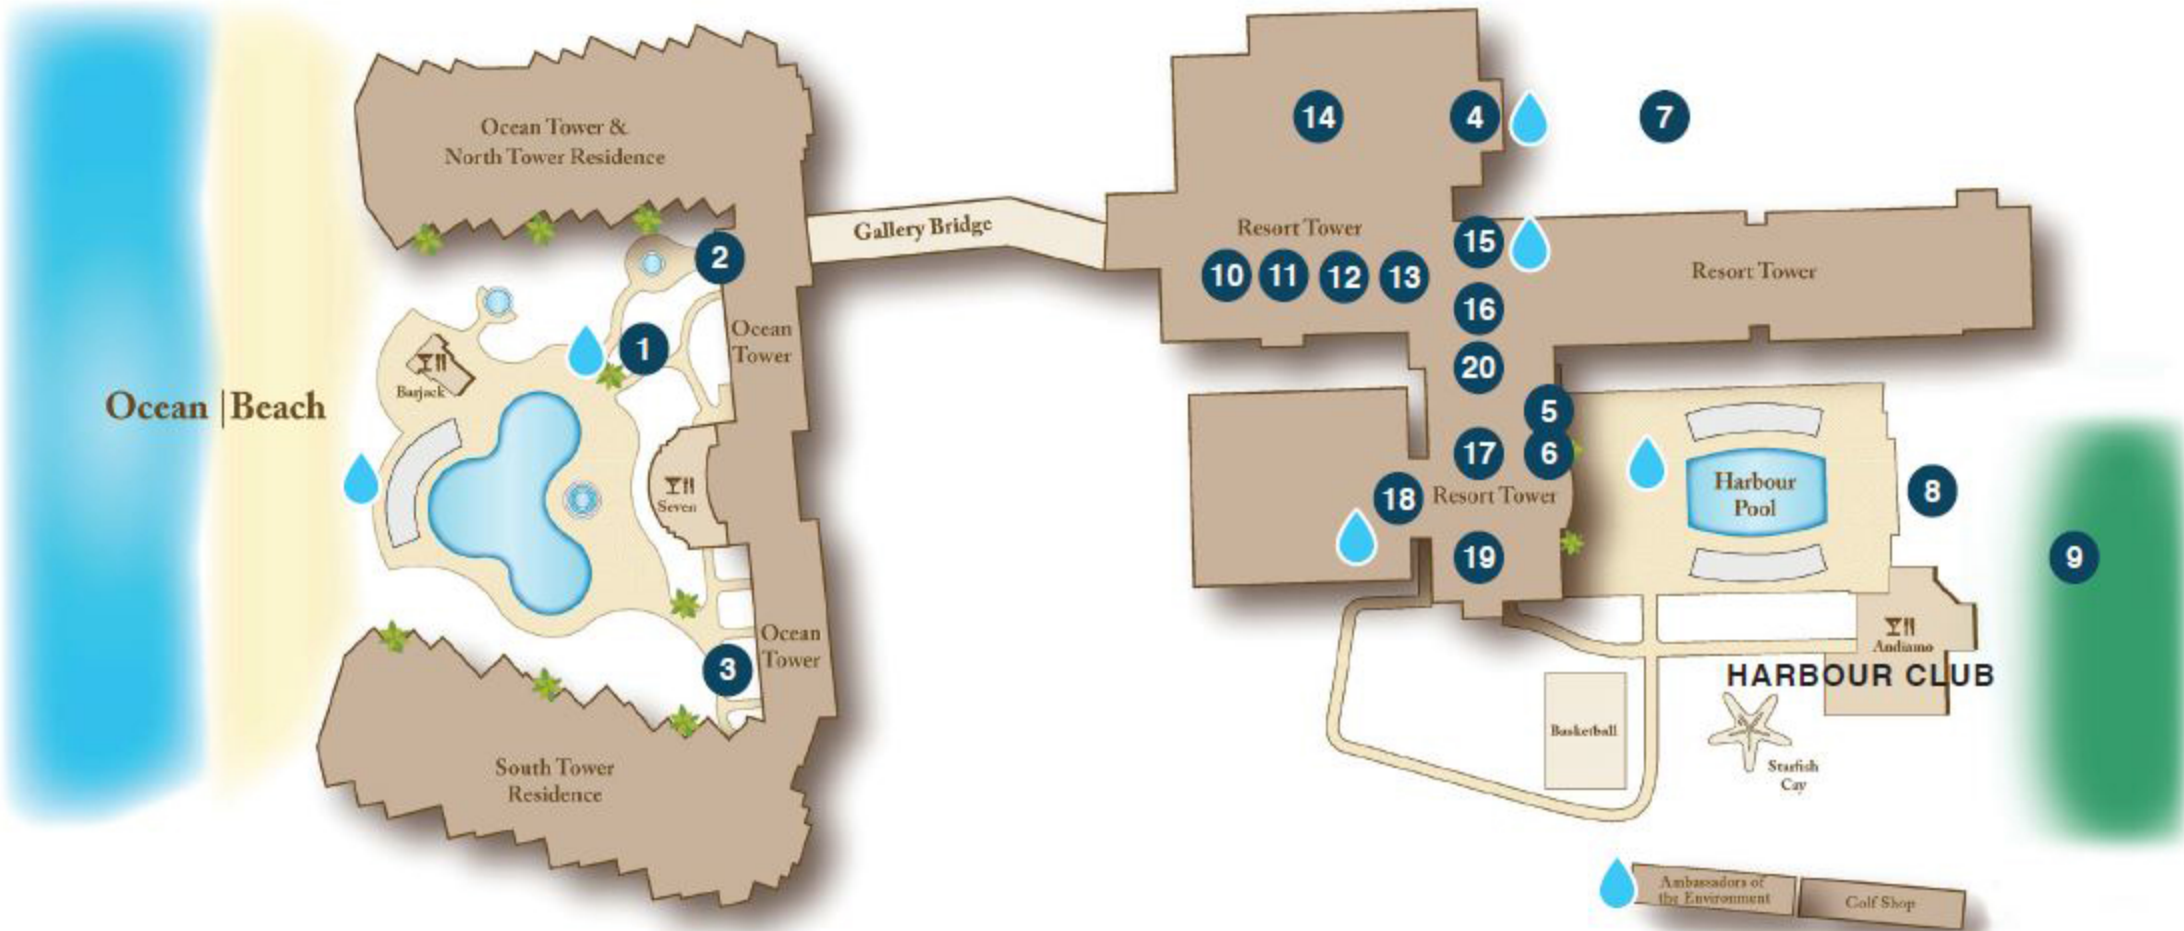 Ocean Tower &
North Tower Residence
14
4
7
Gallery Bridge
Resort Tower
15
2
10
11
12
13
Resort Tower
16
Ocean
Tower
1
20
Barjack
Ocean | Beach
5
17
6
Harbour
Pool
8
Seven
18
Resort Tower
19
9
Ocean
Tower
3
Andiamo
HARBOUR CLUB
Basketball
Starfish
Cay
South Tower
Residence
Ambassadors of
the Environment
Golf Shop